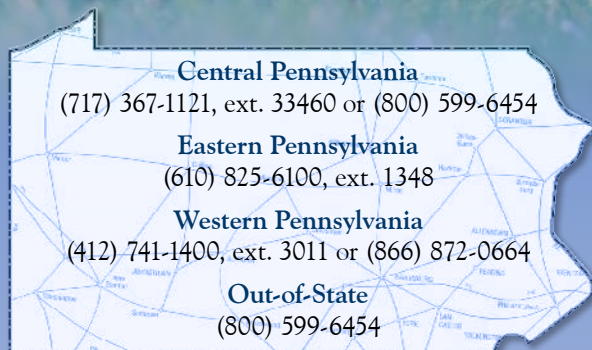 Central Pennsylvania
(717) 367-1121, ext. 33460 or (800) 599-6454
Eastern Pennsylvania
(610) 825-6100, ext. 1348
Western Pennsylvania
(412) 741-1400, ext. 3011 or (866) 872-0664
Out-of-State
(800) 599-6454